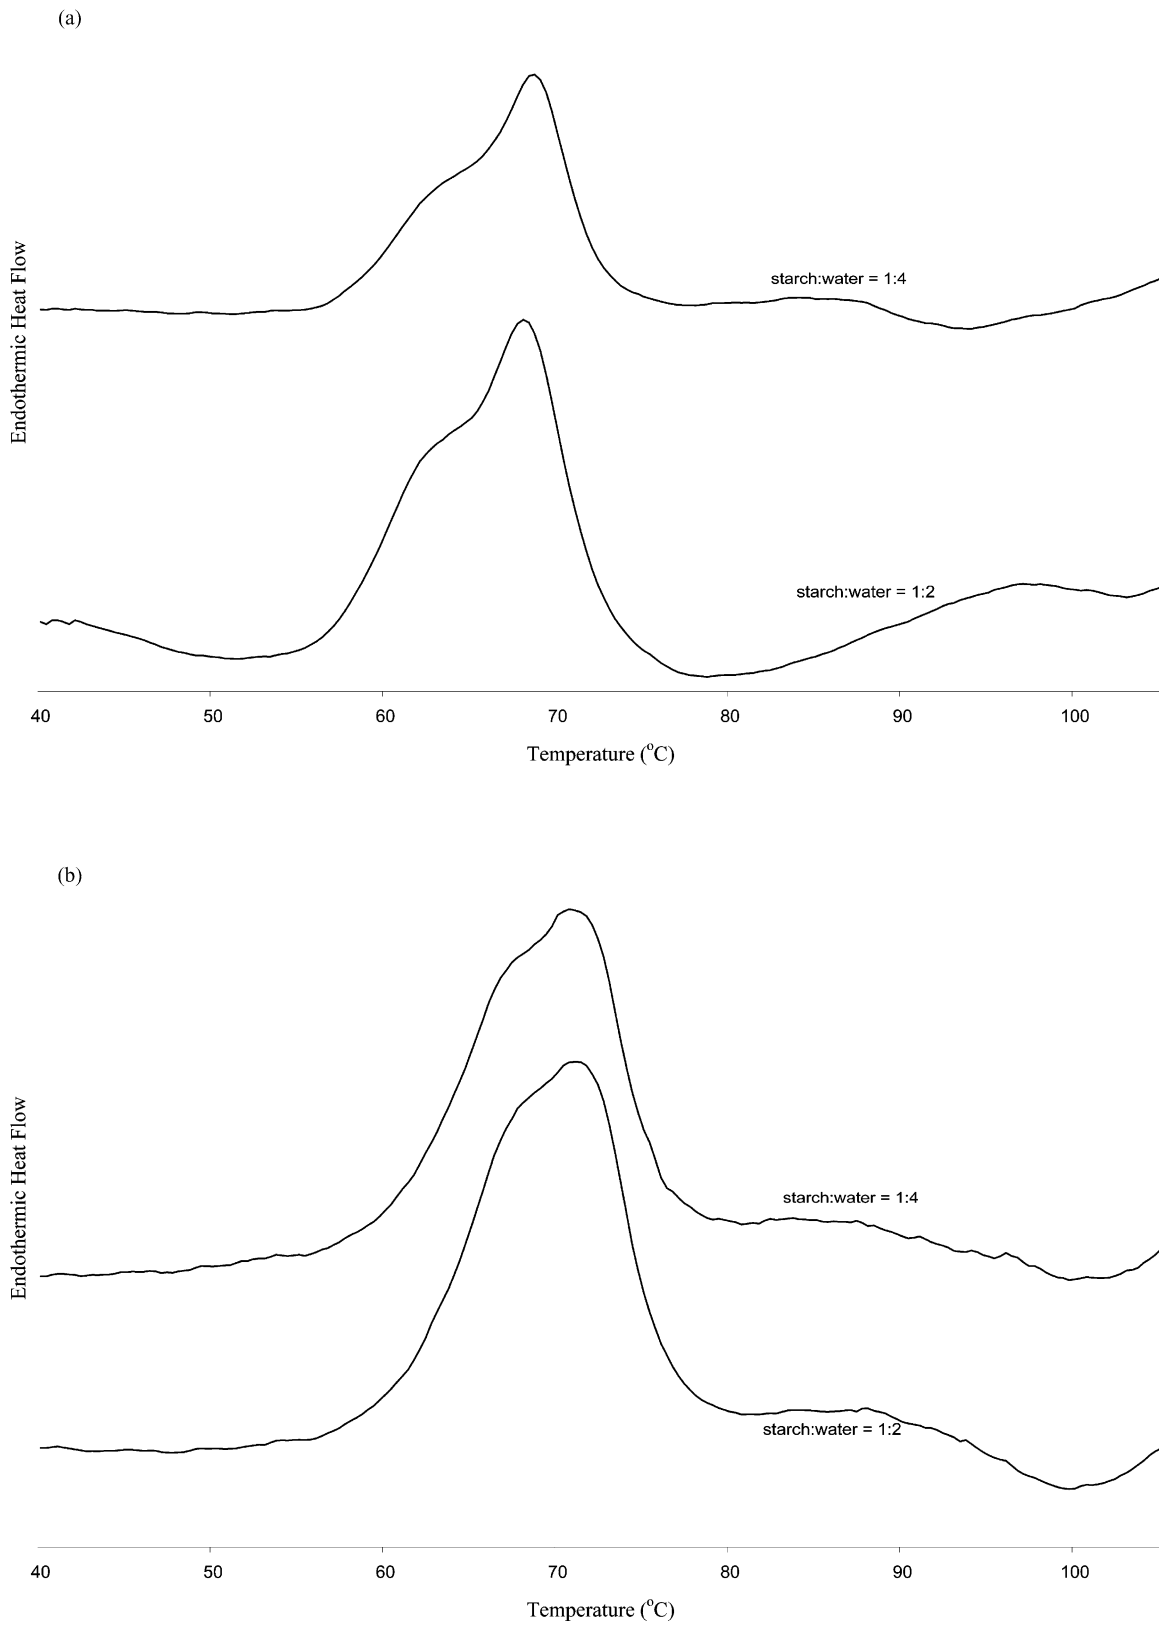 (a)
Endothermic Heat Flow
starch:water = 1:4
starch:water = 1:2
40 50 60 70 80 90 100
Temperature (°C)
(b)
Endothermic Heat Flow
starch:water = 1:4
starch:water = 1:2
40 50 60 70 80 90 100
Temperature (°C)